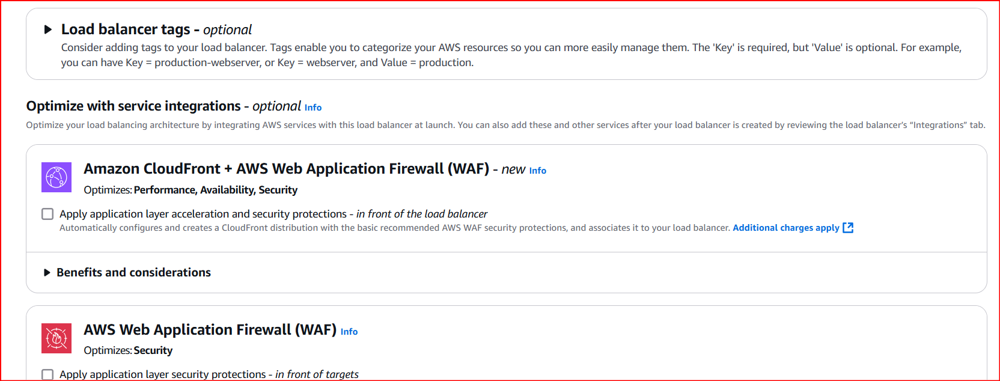 Load balancer tags - optional
Consider adding tags to your load balancer. Tags enable you to categorize your AWS resources so you can more easily manage them. The 'Key' is required, but 'Value' is optional. For example,
you can have Key = production-webserver, or Key = webserver, and Value = production.
Optimize with service integrations - optional Info
Optimize your load balancing architecture by integrating AWS services with this load balancer at launch. You can also add these and other services after your load balancer is created by reviewing the load balancer's “Integrations” tab.
Amazon CloudFront + AWS Web Application Firewall (WAF) - new Info
Optimizes: Performance, Availability, Security
Apply application layer acceleration and security protections - in front of the load balancer
Automatically configures and creates a CloudFront distribution with the basic recommended AWS WAF security protections, and associates it to your load balancer. Additional charges apply
Benefits and considerations
AWS Web Application Firewall (WAF) Info
Optimizes: Security
Apply application layer security protections - in front of targets